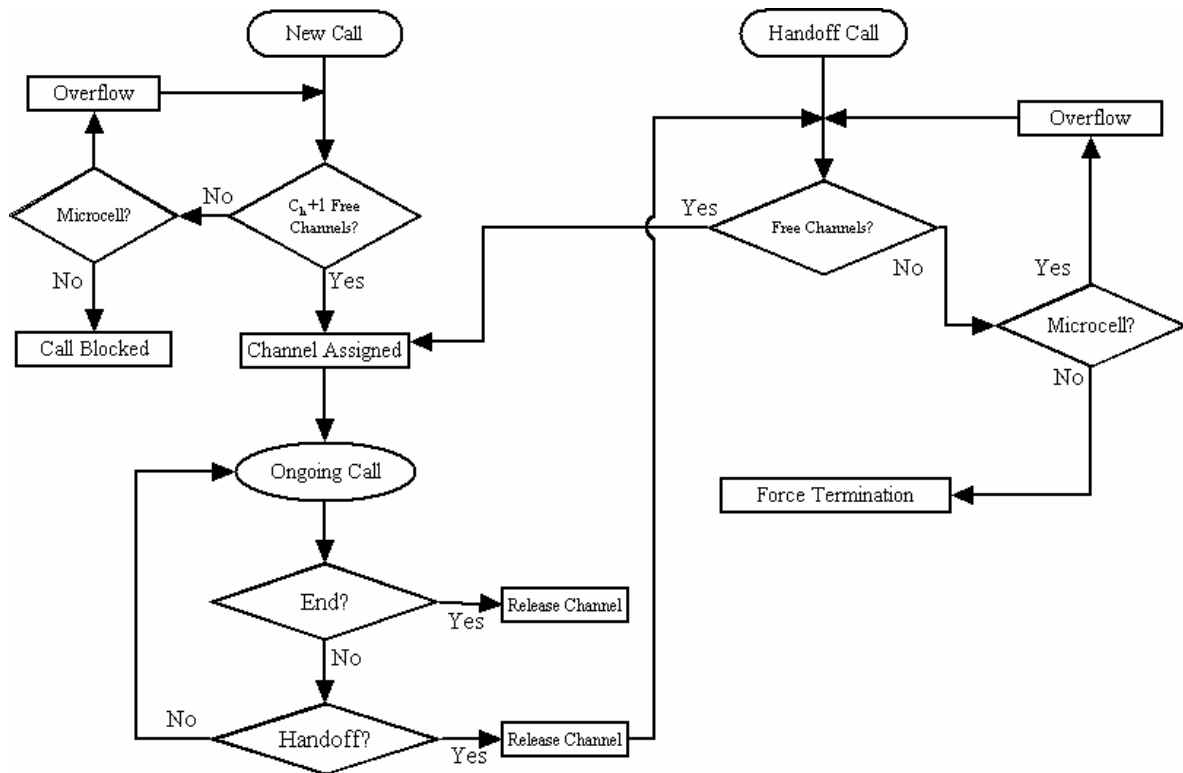 New Call
Handoff Call
Overflow
Overflow
No
C_h+1 Free
Channels?
Microcell?
Yes
Free Channels?
No
Yes
No
Yes
Microcell?
Call Blocked
Channel Assigned
No
Ongoing Call
Force Termination
End?
Yes
Release Channel
No
No
Handoff?
Yes
Release Channel